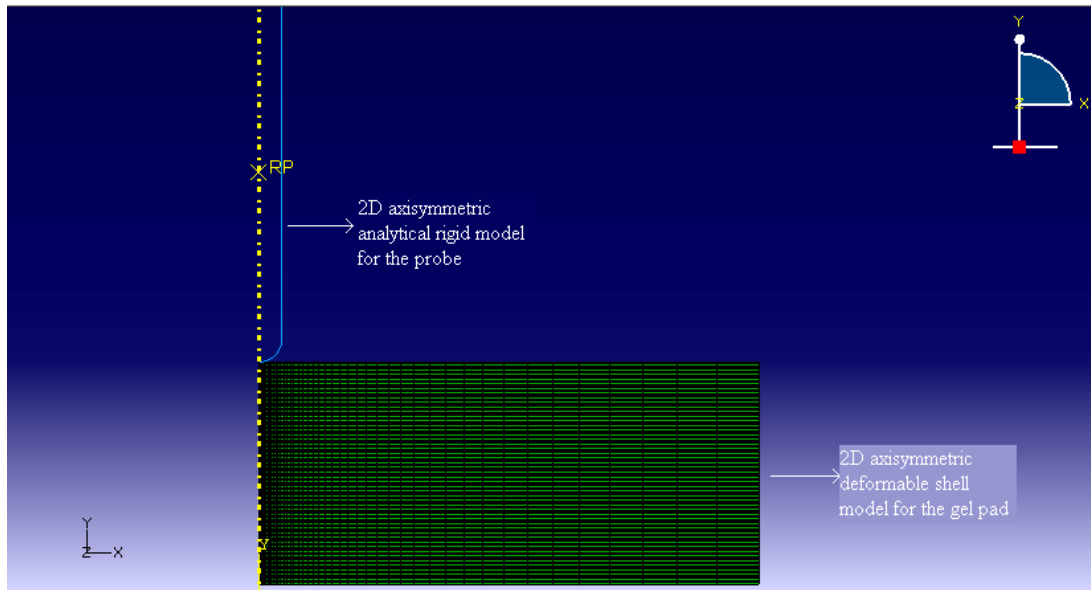 Y
Z X
RP
2D axisymmetric
analytical rigid model
for the probe
2D axisymmetric
deformable shell
model for the gel pad
Y
Y
Z X